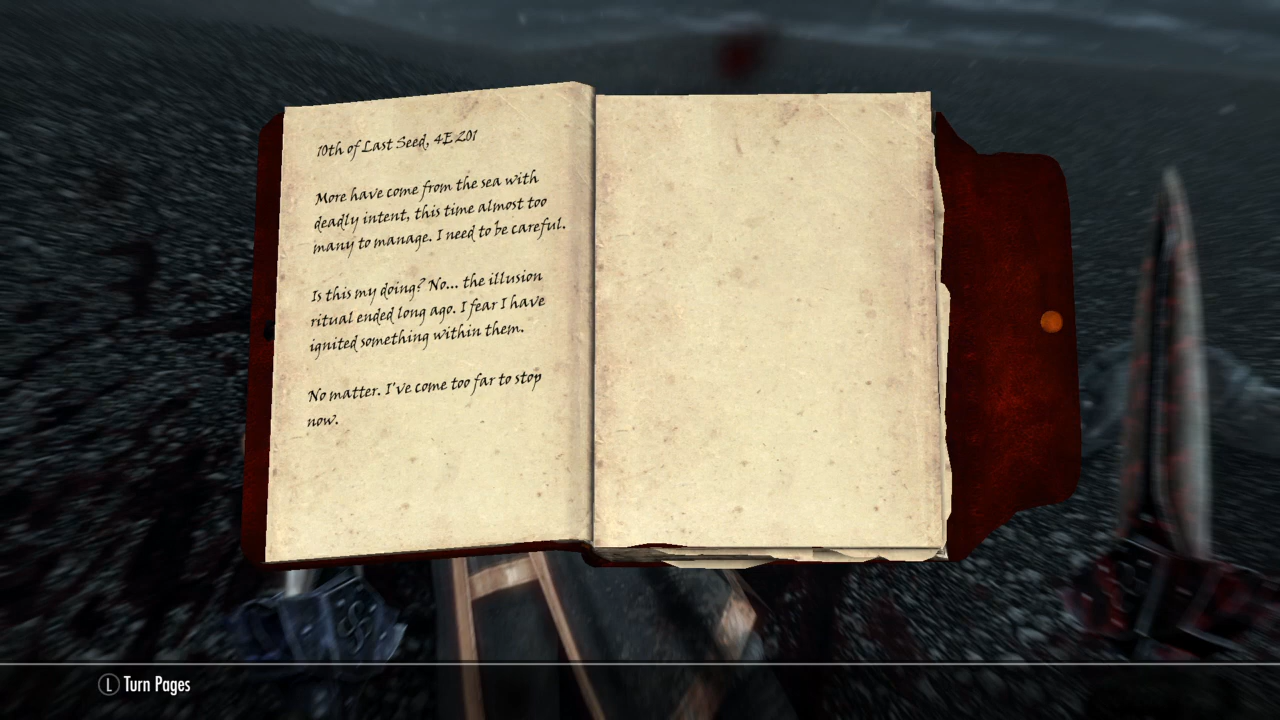 10th of Last Seed, 4E 201
More have come from the sea with
deadly intent, this time almost too
many to manage. I need to be careful.
Is this my doing? No... the illusion
ritual ended long ago. I fear I have
ignited something within them.
No matter. I've come too far to stop
now.
L Turn Pages